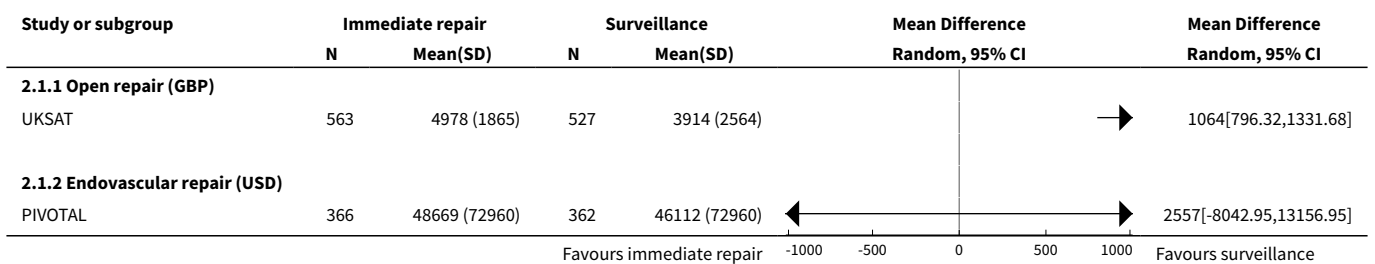 Study or subgroup Immediate repair Surveillance Mean Difference Mean Difference
N Mean(SD) N Mean(SD) Random, 95% CI Random, 95% CI
2.1.1 Open repair (GBP)
UKSAT 563 4978 (1865) 527 3914 (2564) 1064[796.32,1331.68]
2.1.2 Endovascular repair (USD)
PIVOTAL 366 48669 (72960) 362 46112 (72960) 2557[-8042.95,13156.95]
Favours immediate repair -1000 -500 0 500 1000 Favours surveillance